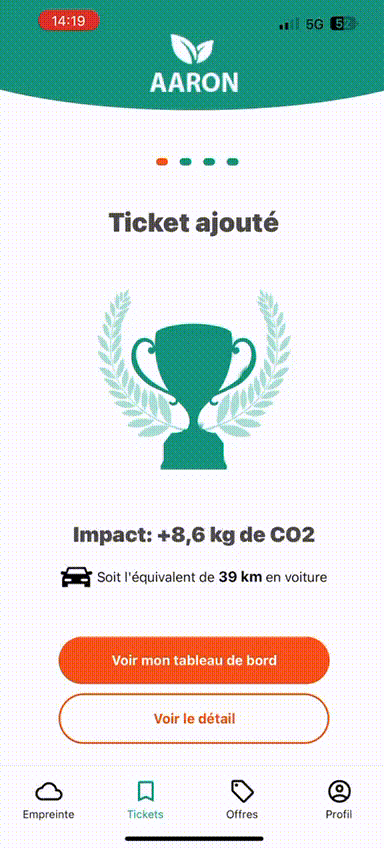 14:19
5G
AARON
Ticket ajouté
Impact: +8,6 kg de CO2
Soit l'équivalent de 39 km en voiture
Voir mon tableau de bord
Voir le détail
Empreinte
Tickets
Offres
Profil